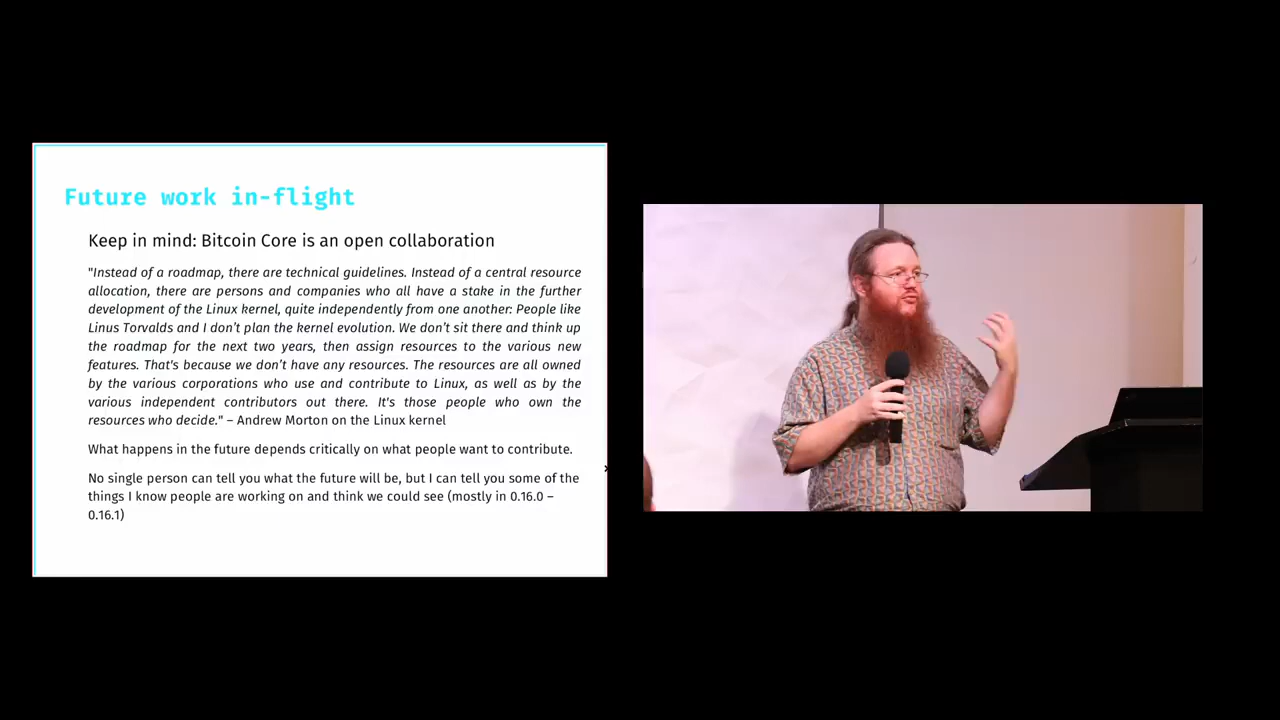 Future work in-flight
Keep in mind: Bitcoin Core is an open collaboration
"Instead of a roadmap, there are technical guidelines. Instead of a central resource
allocation, there are persons and companies who all have a stake in the further
development of the Linux kernel, quite independently from one another: People like
Linus Torvalds and I don’t plan the kernel evolution. We don’t sit there and think up
the roadmap for the next two years, then assign resources to the various new
features. That's because we don’t have any resources. The resources are all owned
by the various corporations who use and contribute to Linux, as well as by the
various independent contributors out there. It's those people who own the
resources who decide." – Andrew Morton on the Linux kernel
What happens in the future depends critically on what people want to contribute.
No single person can tell you what the future will be, but I can tell you some of the
things I know people are working on and think we could see (mostly in 0.16.0 –
0.16.1)